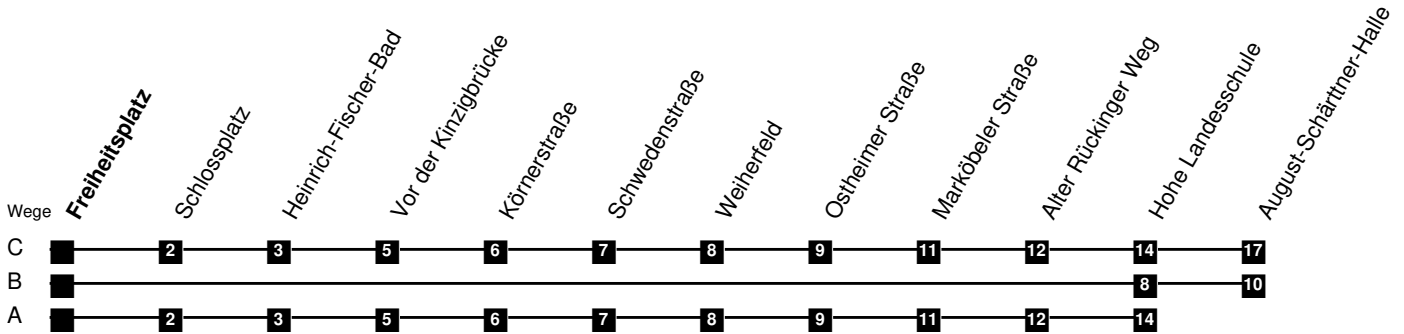 Wege
Freiheitsplatz
Schlossplatz
Heinrich-Fischer-Bad
Vor der Kinzigbrücke
Körnerstraße
Schwedenstraße
Weiherfeld
Ostheimer Straße
Marköbeler Straße
Alter Rückinger Weg
Hohe Landesschule
August-Schärttner-Halle
C 2 3 5 6 7 8 9 11 12 14 17
B 8 10
A 2 3 5 6 7 8 9 11 12 14